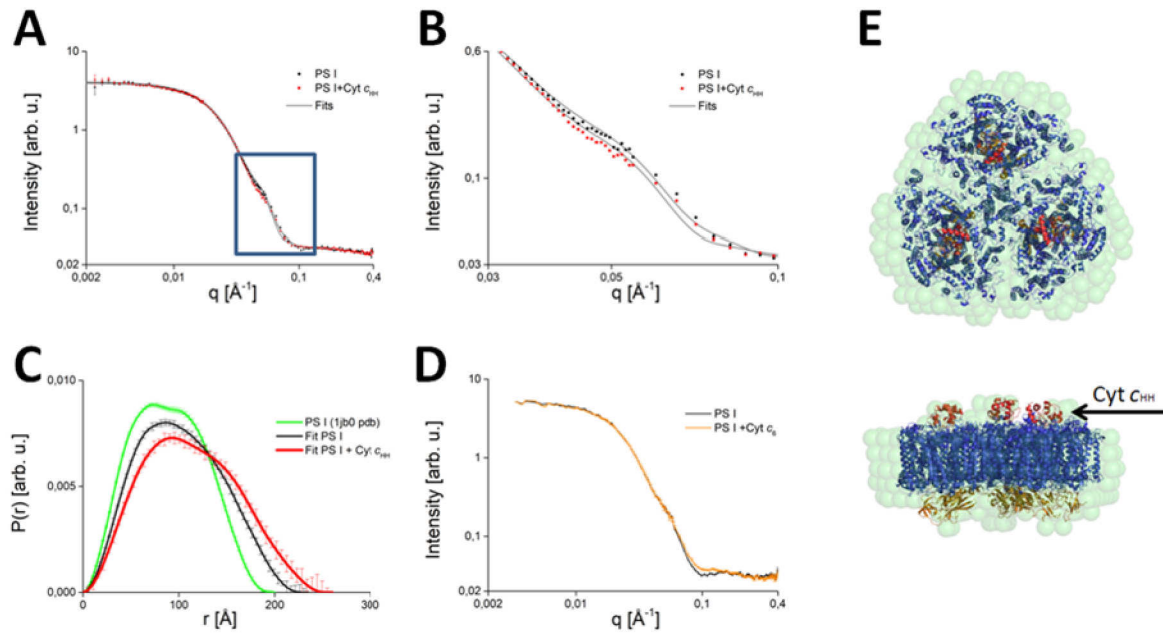 A
10
1
0,1
0,02
0,002
0,01
0,1
0,4
Intensity [arb. u.]
q [Å⁻¹]
PS I
PS I+Cyt c_HH
Fits
B
0,6
0,1
0,03
0,03
0,05
0,1
Intensity [arb. u.]
q [Å⁻¹]
PS I
PS I+Cyt c_HH
Fits
E
Cyt c_HH
C
0,010
0,005
0,000
0
100
200
300
P(r) [arb. u.]
r [Å]
PS I (1jb0 pdb)
Fit PS I
Fit PS I + Cyt c_HH
D
10
1
0,1
0,02
0,002
0,01
0,1
0,4
Intensity [arb. u.]
q [Å⁻¹]
PS I
PS I +Cyt c₆